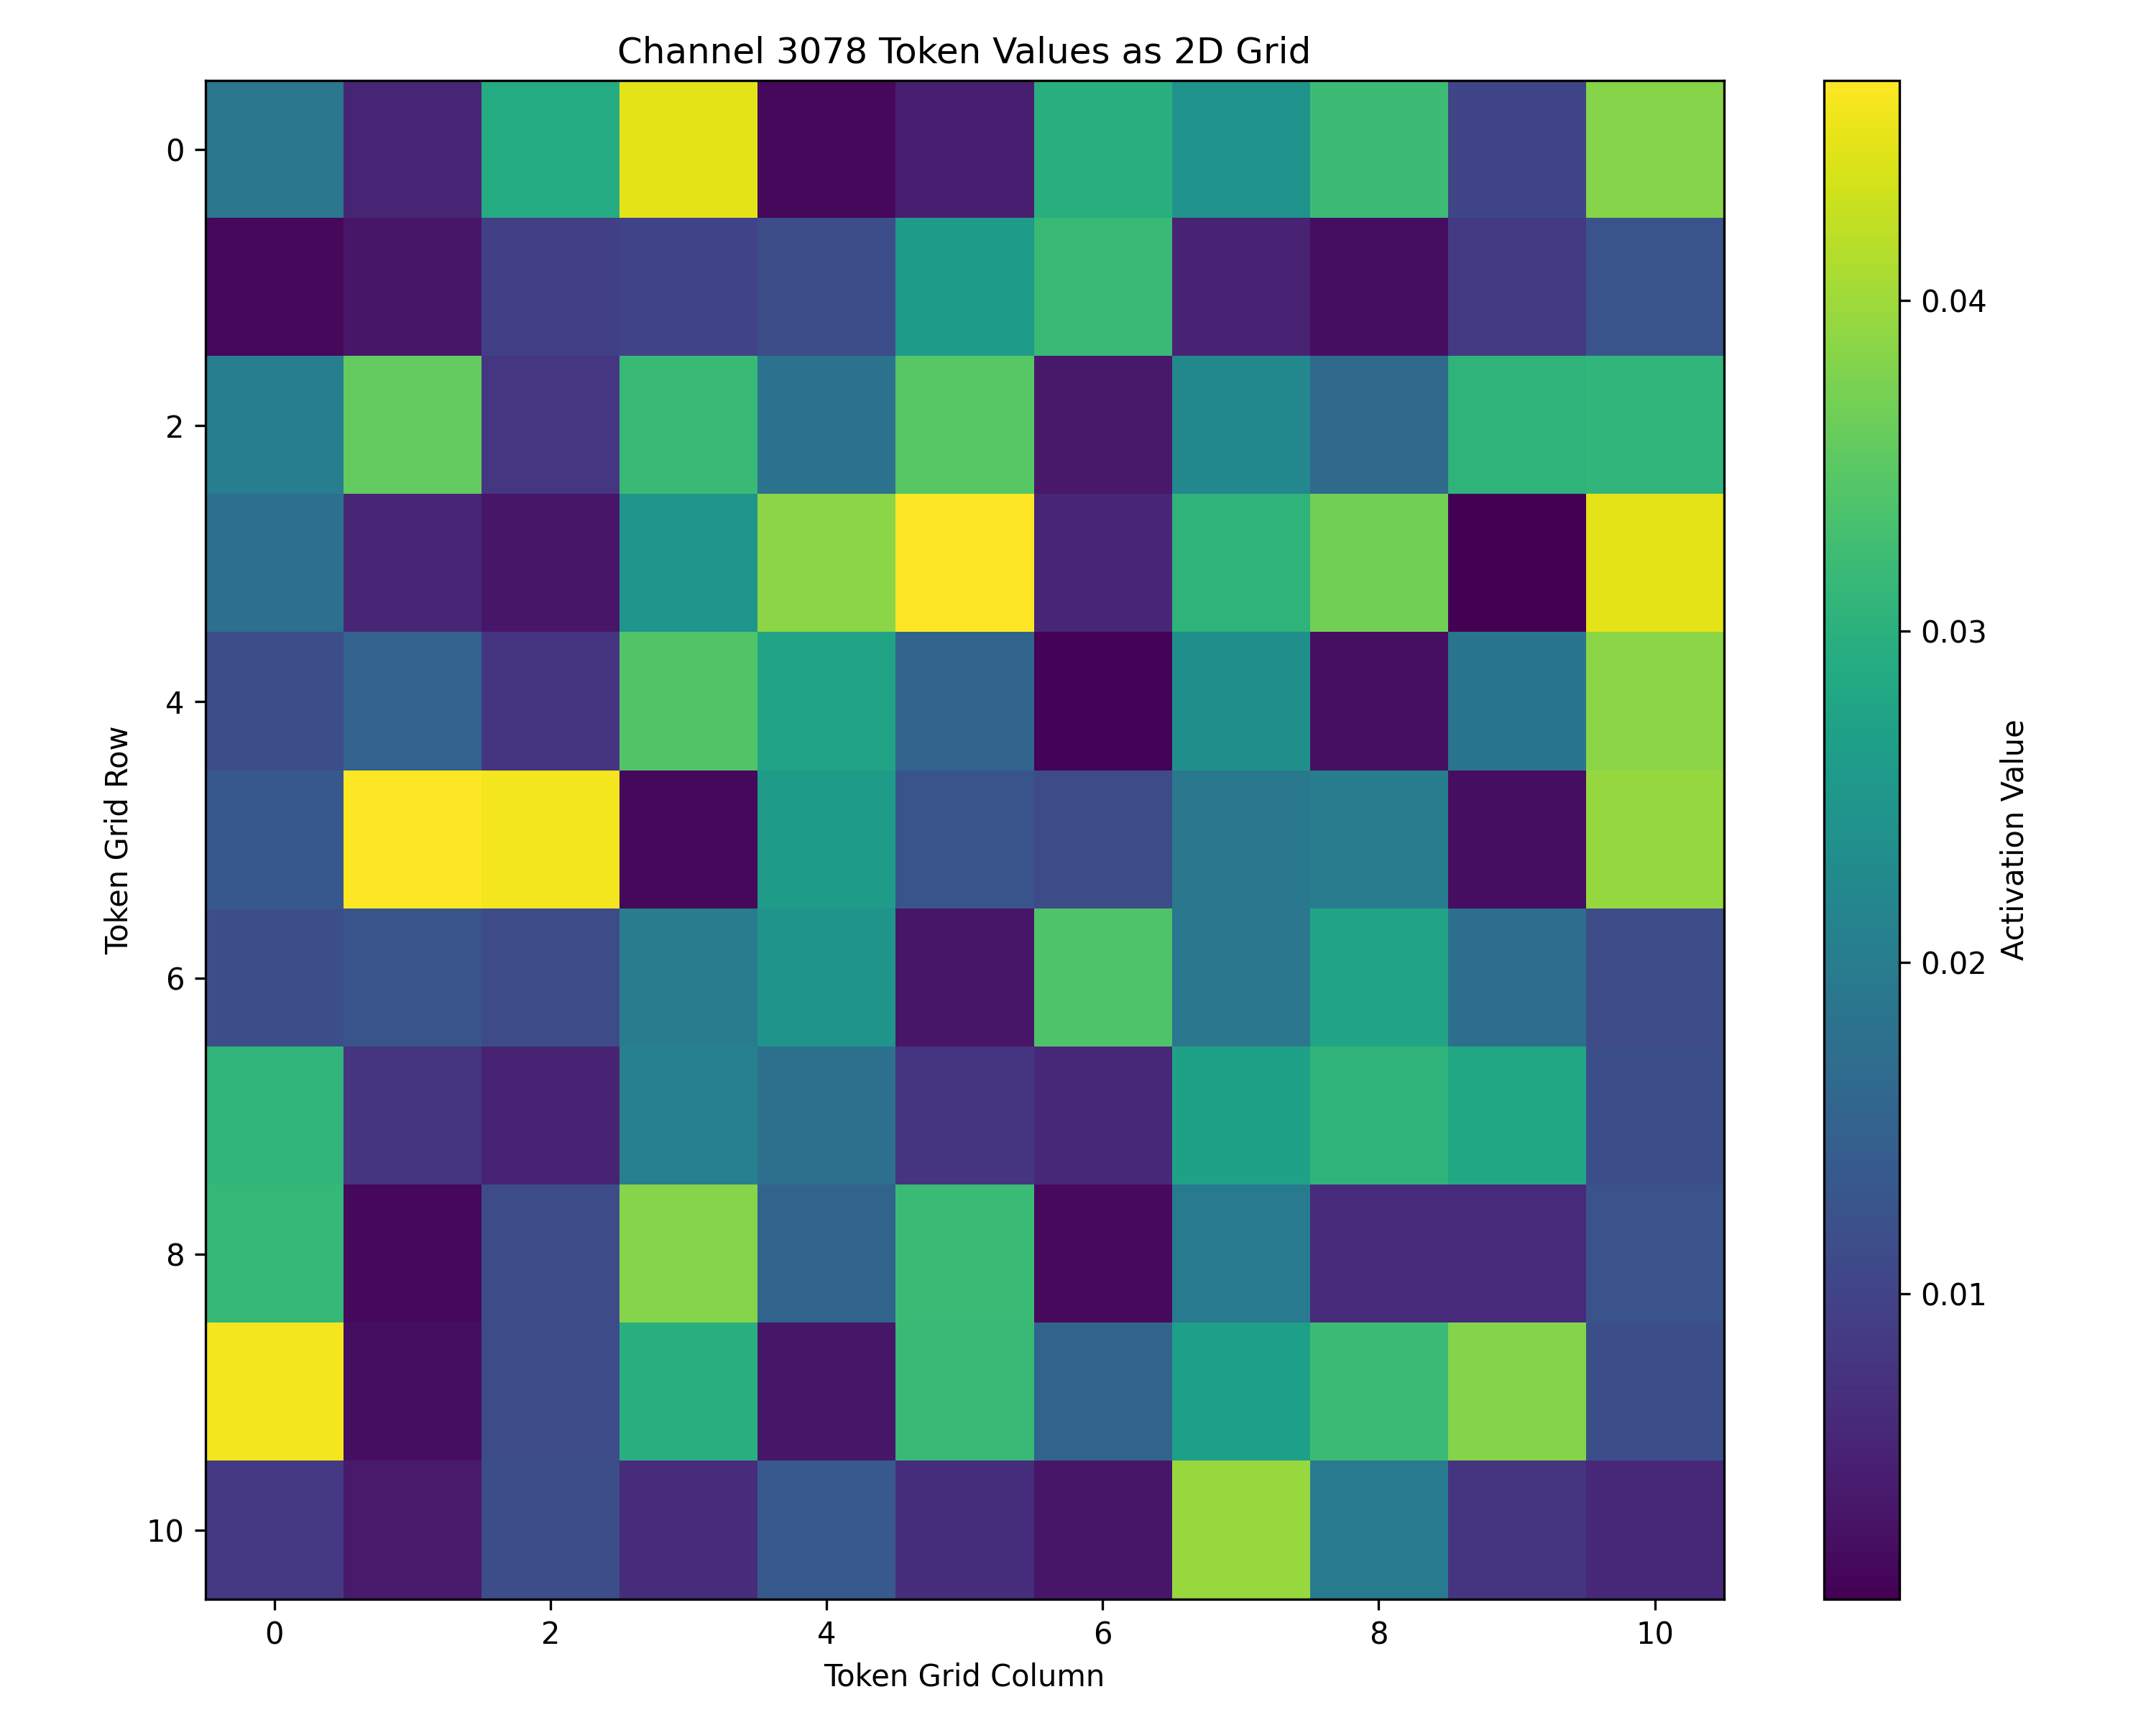 Channel 3078 Token Values as 2D Grid
0
2
4
6
8
10
Token Grid Row
0 2 4 6 8 10
Token Grid Column
0.04
0.03
0.02
0.01
Activation Value